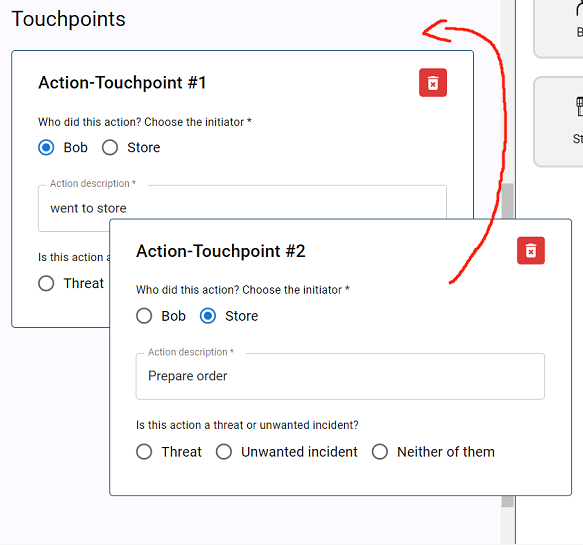 Touchpoints
Action-Touchpoint #1
Who did this action? Choose the initiator *
Bob Store
Action description *
went to store
Is this action
Threat
Action-Touchpoint #2
Who did this action? Choose the initiator *
Bob Store
Action description *
Prepare order
Is this action a threat or unwanted incident?
Threat Unwanted incident Neither of them
B
St